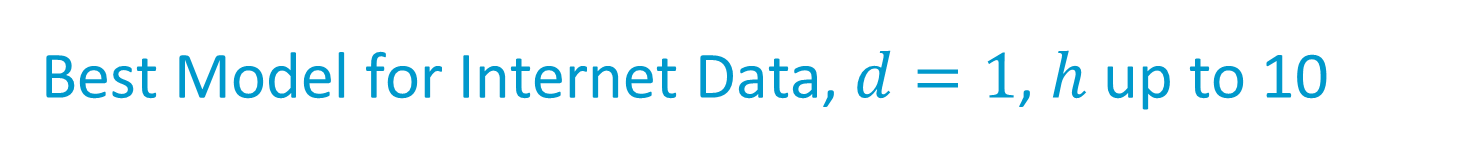 Best Model for Internet Data, d = 1, h up to 10